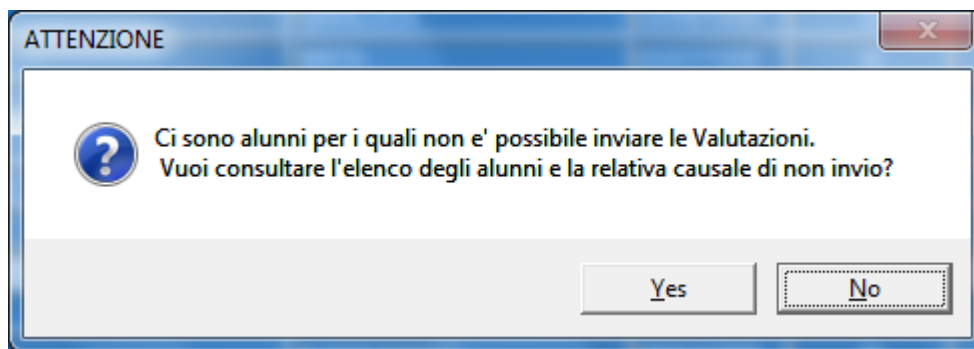 ATTENZIONE
Ci sono alunni per i quali non e' possibile inviare le Valutazioni.
Vuoi consultare l'elenco degli alunni e la relativa causale di non invio?
Yes
No